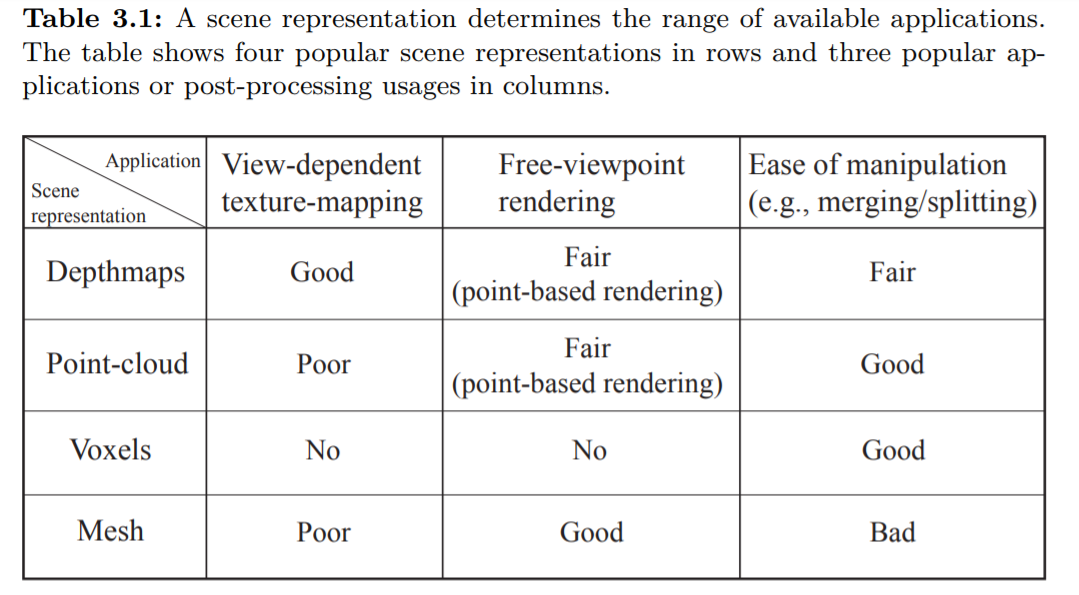 Table 3.1: A scene representation determines the range of available applications.
The table shows four popular scene representations in rows and three popular ap-
plications or post-processing usages in columns.
Application
Scene
representation
View-dependent
texture-mapping
Free-viewpoint
rendering
Ease of manipulation
(e.g., merging/splitting)
Depthmaps
Good
Fair
(point-based rendering)
Fair
Point-cloud
Poor
Fair
(point-based rendering)
Good
Voxels
No
No
Good
Mesh
Poor
Good
Bad